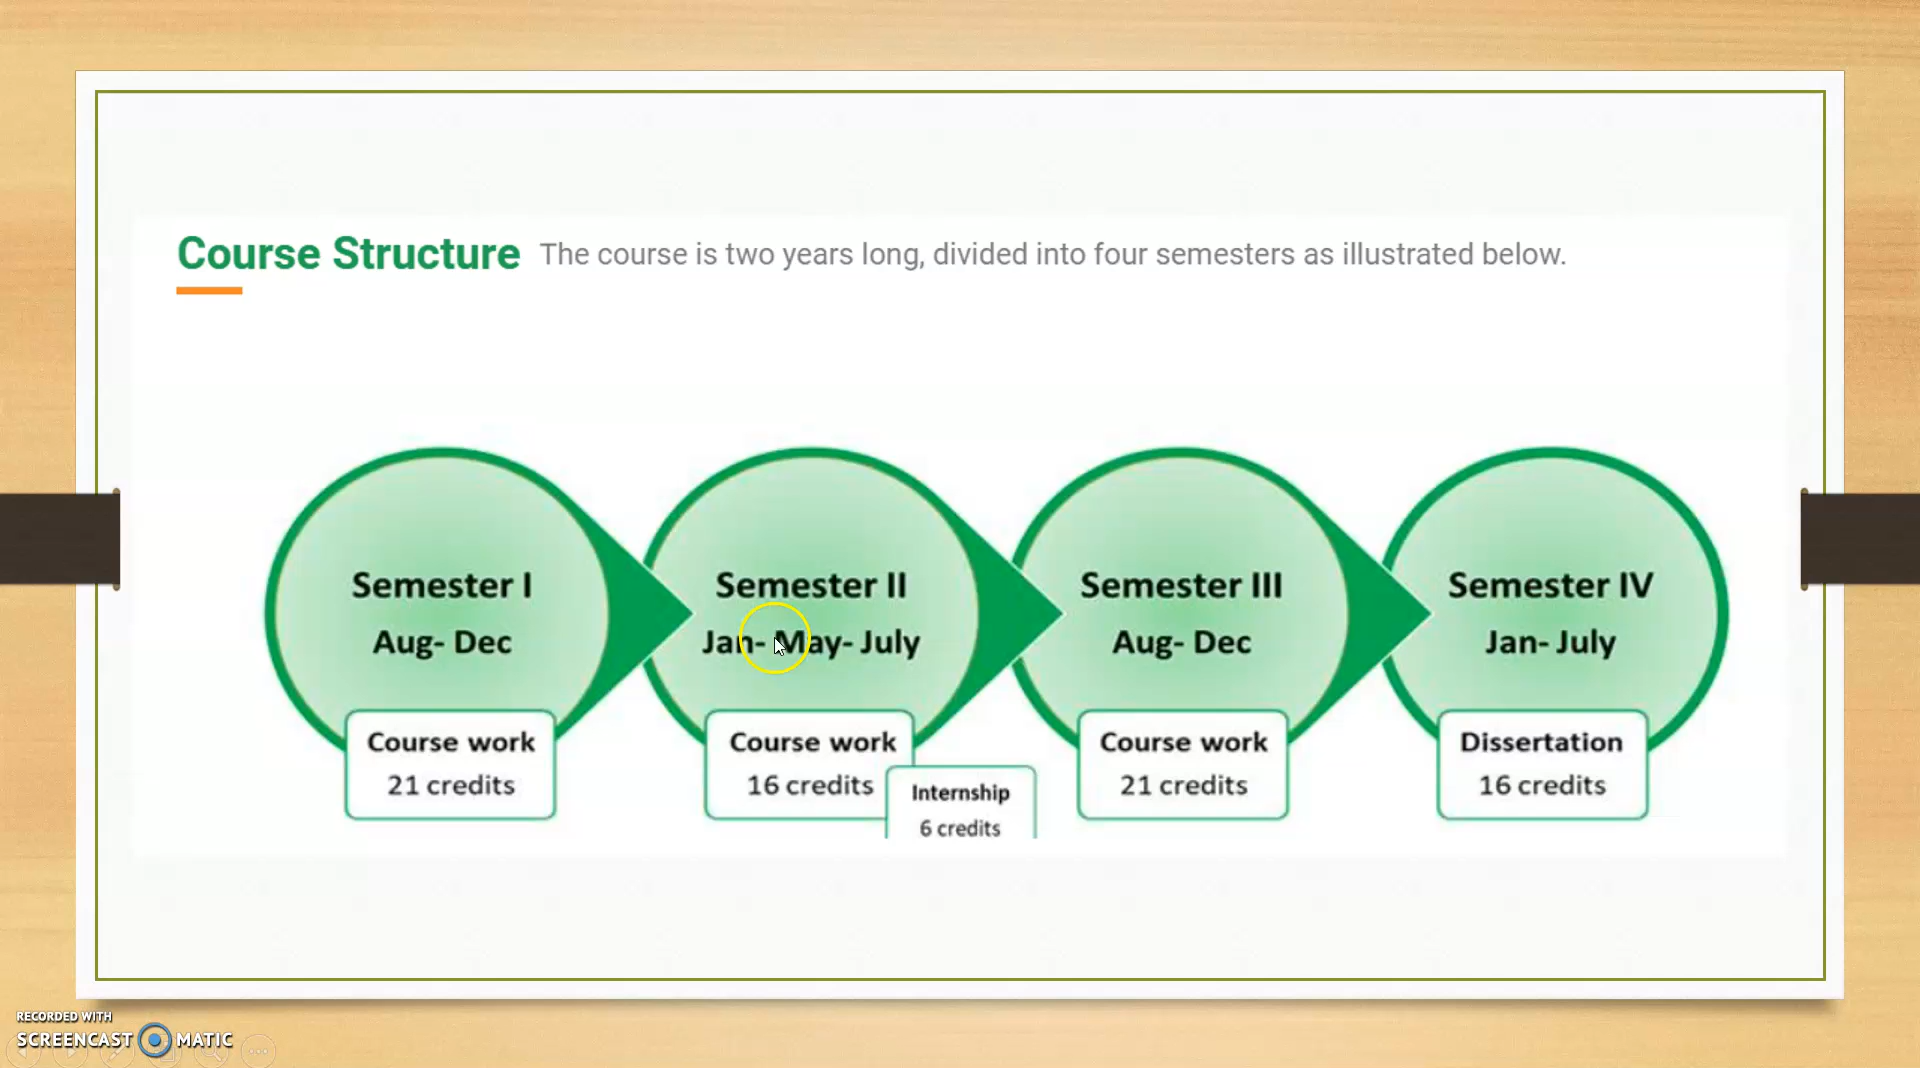 Course Structure The course is two years long, divided into four semesters as illustrated below.
Semester I
Aug- Dec
Course work
21 credits
Semester II
Jan- May- July
Course work
16 credits
Internship
6 credits
Semester III
Aug- Dec
Course work
21 credits
Semester IV
Jan- July
Dissertation
16 credits
RECORDED WITH
SCREENCAST MATIC